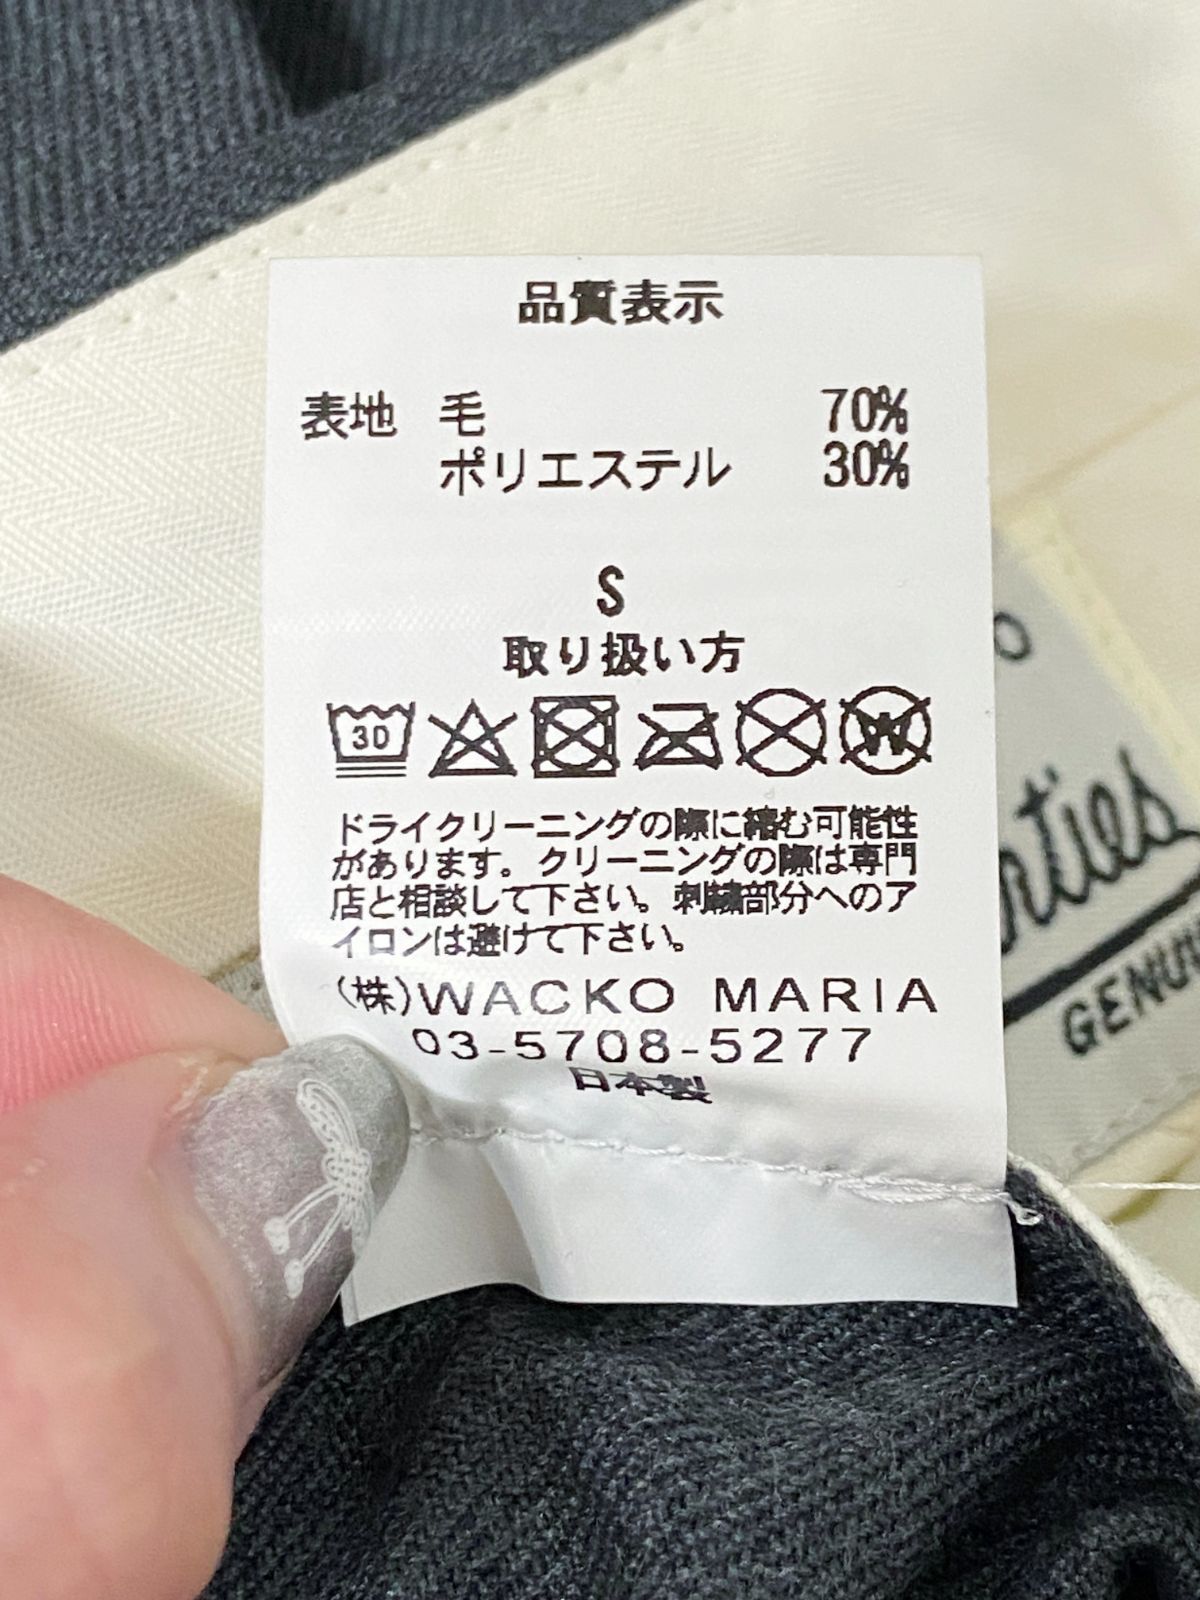 品質表示
表地 毛 70%
ポリエステル 30%
S
取り扱い方
30
W
ドライクリーニングの際に縮む可能性
があります。クリーニングの際は専門
店と相談して下さい。刺繍部分へのア
イロンは避けて下さい。
(株)WACKO MARIA
03-5708-5277
日本製